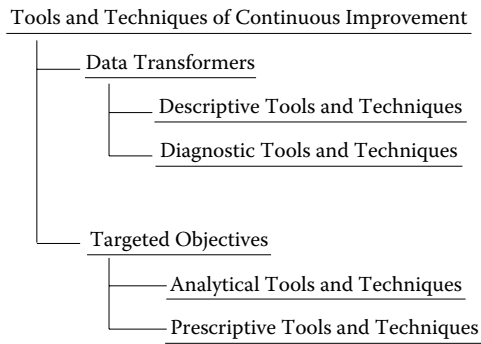 Tools and Techniques of Continuous Improvement
Data Transformers
Descriptive Tools and Techniques
Diagnostic Tools and Techniques
Targeted Objectives
Analytical Tools and Techniques
Prescriptive Tools and Techniques